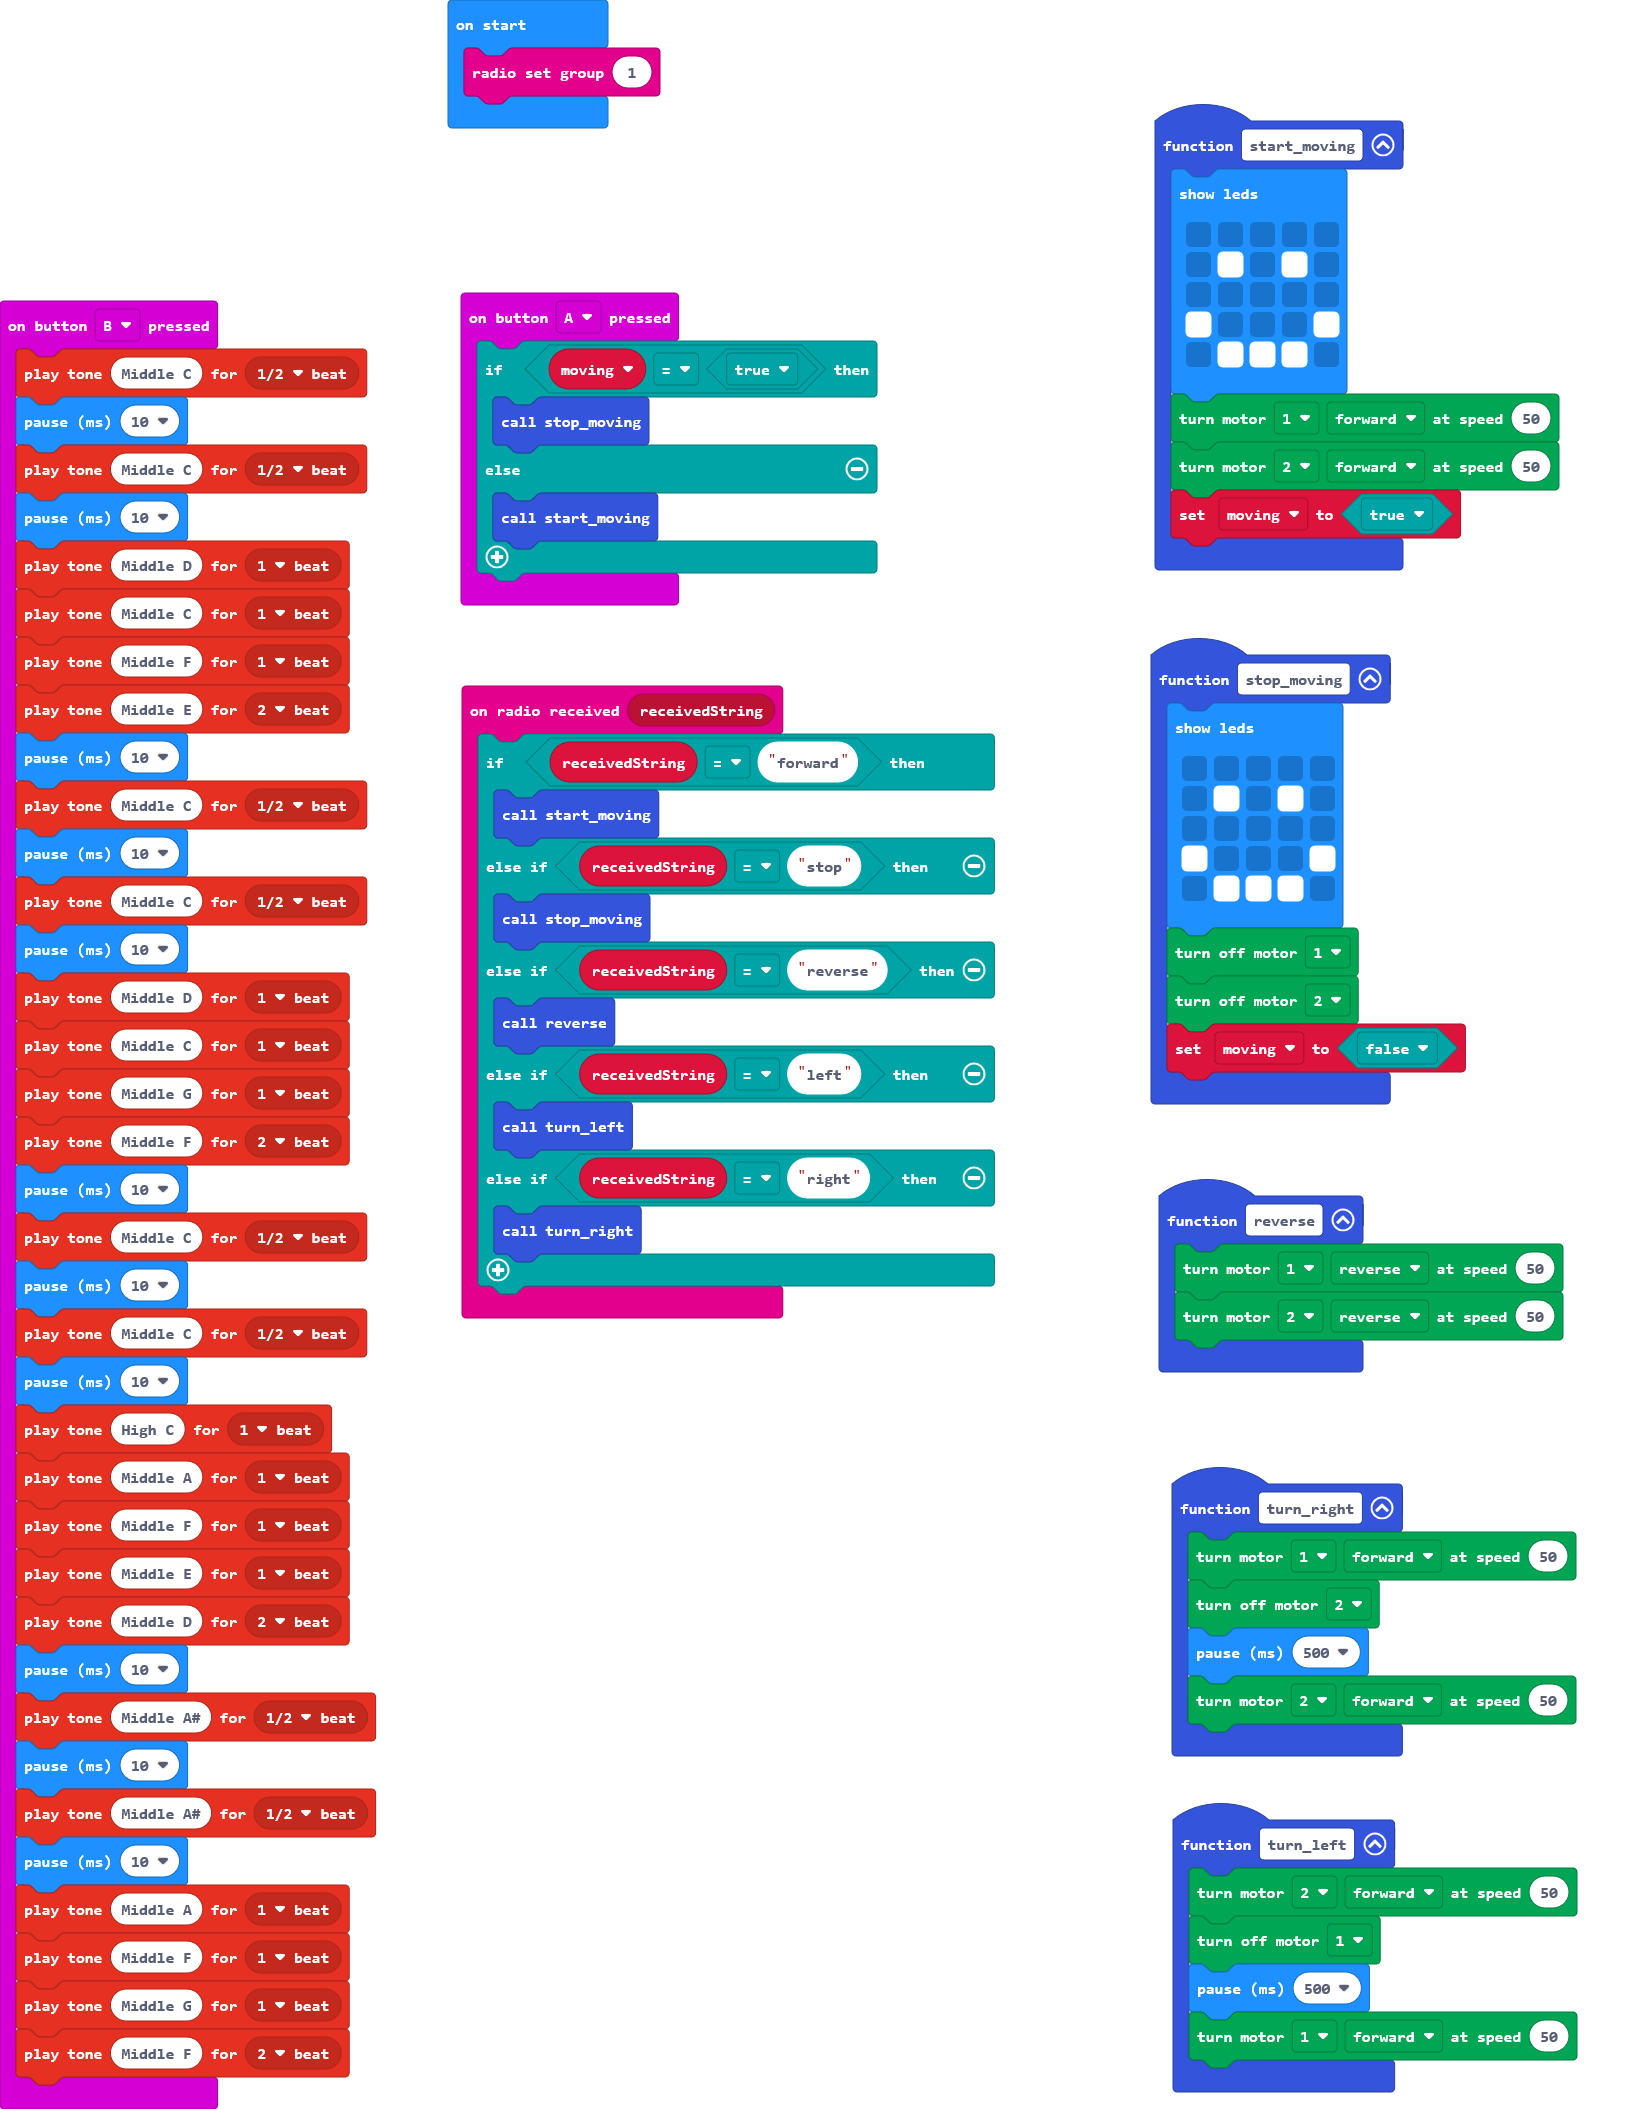 on start
radio set group 1
on button B pressed
play tone Middle C for 1/2 beat
pause (ms) 10
play tone Middle C for 1/2 beat
pause (ms) 10
play tone Middle D for 1 beat
play tone Middle C for 1 beat
play tone Middle F for 1 beat
play tone Middle E for 2 beat
pause (ms) 10
play tone Middle C for 1/2 beat
pause (ms) 10
play tone Middle C for 1/2 beat
pause (ms) 10
play tone Middle D for 1 beat
play tone Middle C for 1 beat
play tone Middle G for 1 beat
play tone Middle F for 2 beat
pause (ms) 10
play tone Middle C for 1/2 beat
pause (ms) 10
play tone Middle C for 1/2 beat
pause (ms) 10
play tone High C for 1 beat
play tone Middle A for 1 beat
play tone Middle F for 1 beat
play tone Middle E for 1 beat
play tone Middle D for 2 beat
pause (ms) 10
play tone Middle A# for 1/2 beat
pause (ms) 10
play tone Middle A# for 1/2 beat
pause (ms) 10
play tone Middle A for 1 beat
play tone Middle F for 1 beat
play tone Middle G for 1 beat
play tone Middle F for 2 beat
on button A pressed
if moving = true then
call stop_moving
else
call start_moving
on radio received receivedString
if receivedString = "forward" then
call start_moving
else if receivedString = "stop" then
call stop_moving
else if receivedString = "reverse" then
call reverse
else if receivedString = "left" then
call turn_left
else if receivedString = "right" then
call turn_right
function start_moving
show leds
turn motor 1 forward at speed 50
turn motor 2 forward at speed 50
set moving to true
function stop_moving
show leds
turn off motor 1
turn off motor 2
set moving to false
function reverse
turn motor 1 reverse at speed 50
turn motor 2 reverse at speed 50
function turn_right
turn motor 1 forward at speed 50
turn off motor 2
pause (ms) 500
turn motor 2 forward at speed 50
function turn_left
turn motor 2 forward at speed 50
turn off motor 1
pause (ms) 500
turn motor 1 forward at speed 50